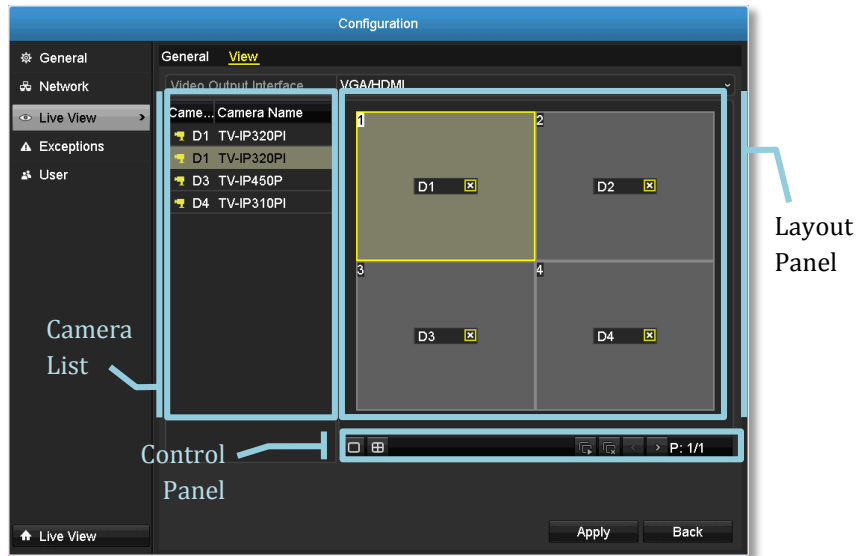 Configuration
General
Network
Live View
Exceptions
User
General View
Video Output Interface VGA/HDMI
Came... Camera Name
D1 TV-IP320PI
D1 TV-IP320PI
D3 TV-IP450P
D4 TV-IP310PI
1
2
D1
D2
3
4
D3
D4
Layout
Panel
Camera
List
Control
Panel
P: 1/1
Live View
Apply Back